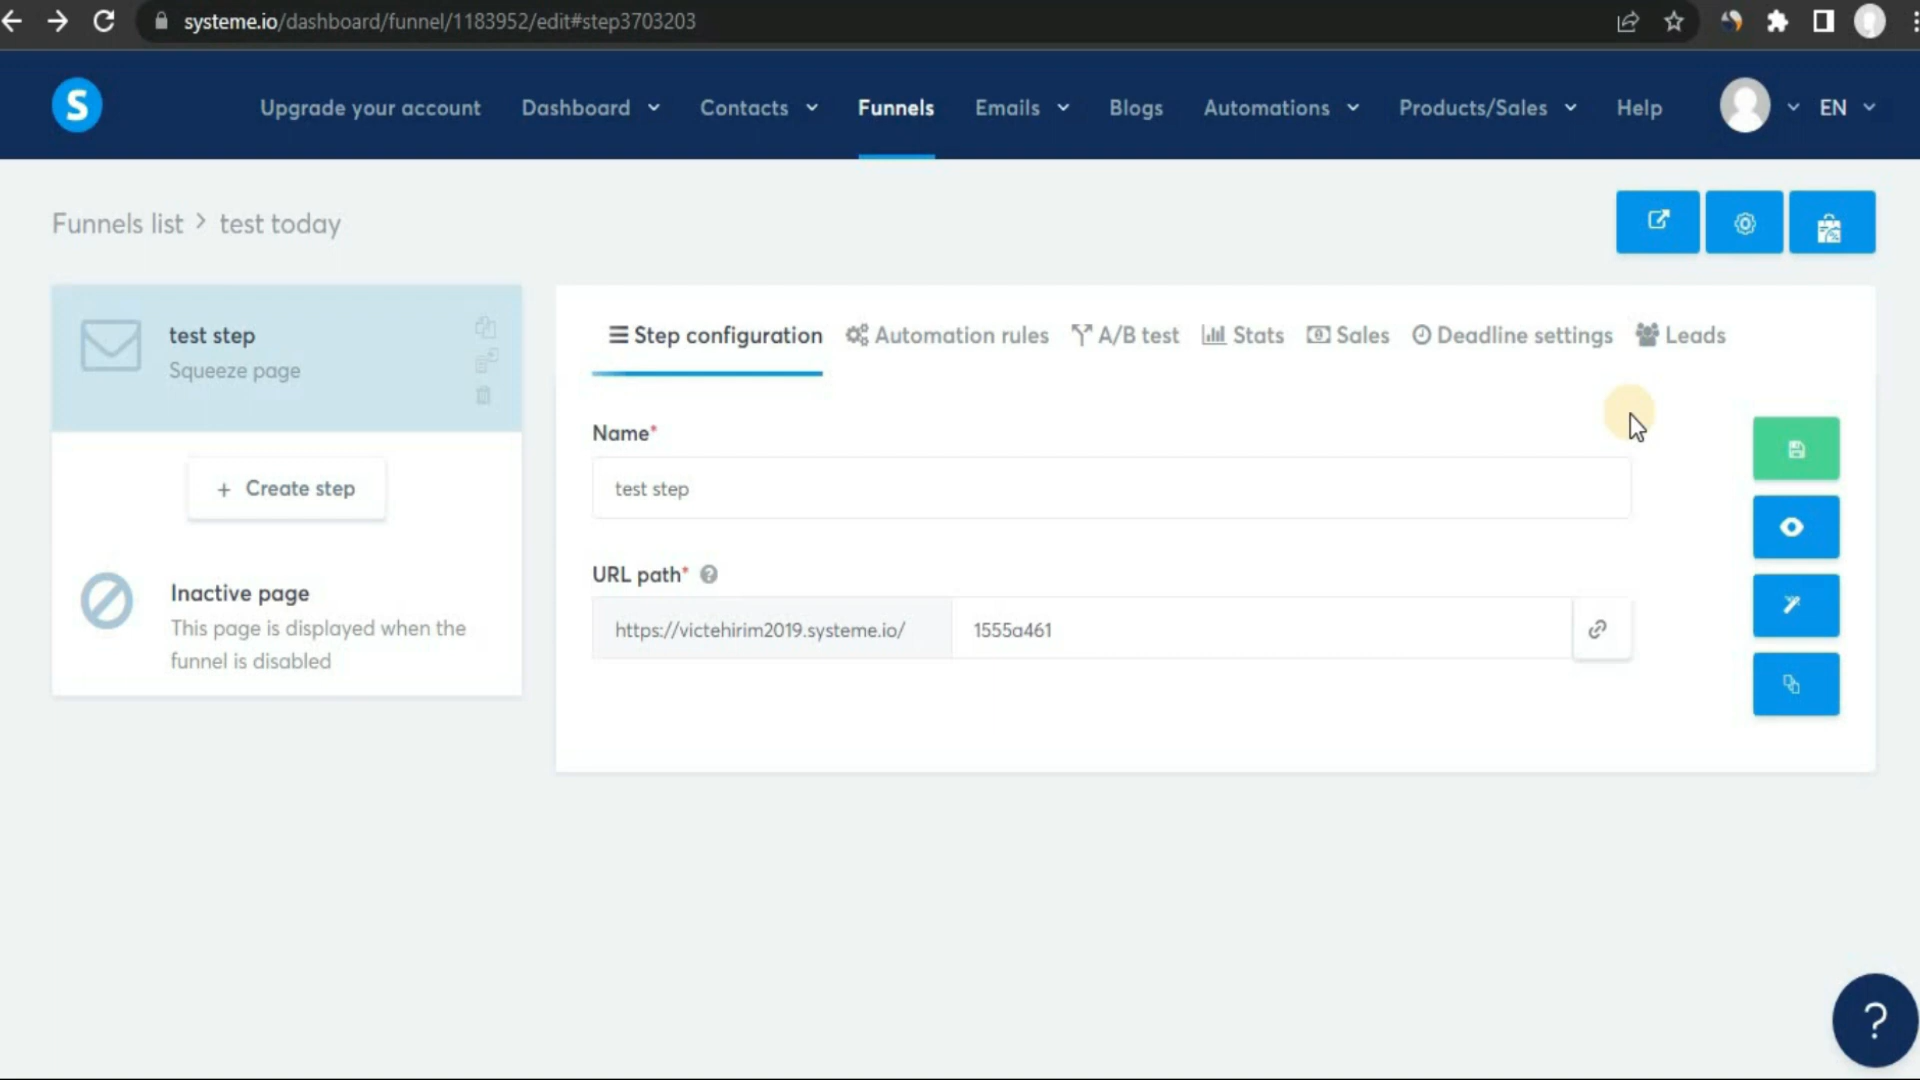 systeme.io/dashboard/funnel/1183952/edit#step3703203
S
Upgrade your account Dashboard Contacts Funnels Emails Blogs Automations Products/Sales Help EN
Funnels list > test today
test step
Squeeze page
+ Create step
Inactive page
This page is displayed when the
funnel is disabled
Step configuration Automation rules A/B test Stats Sales Deadline settings Leads
Name*
test step
URL path* ?
https://victehirim2019.systeme.io/ 1555a461
?